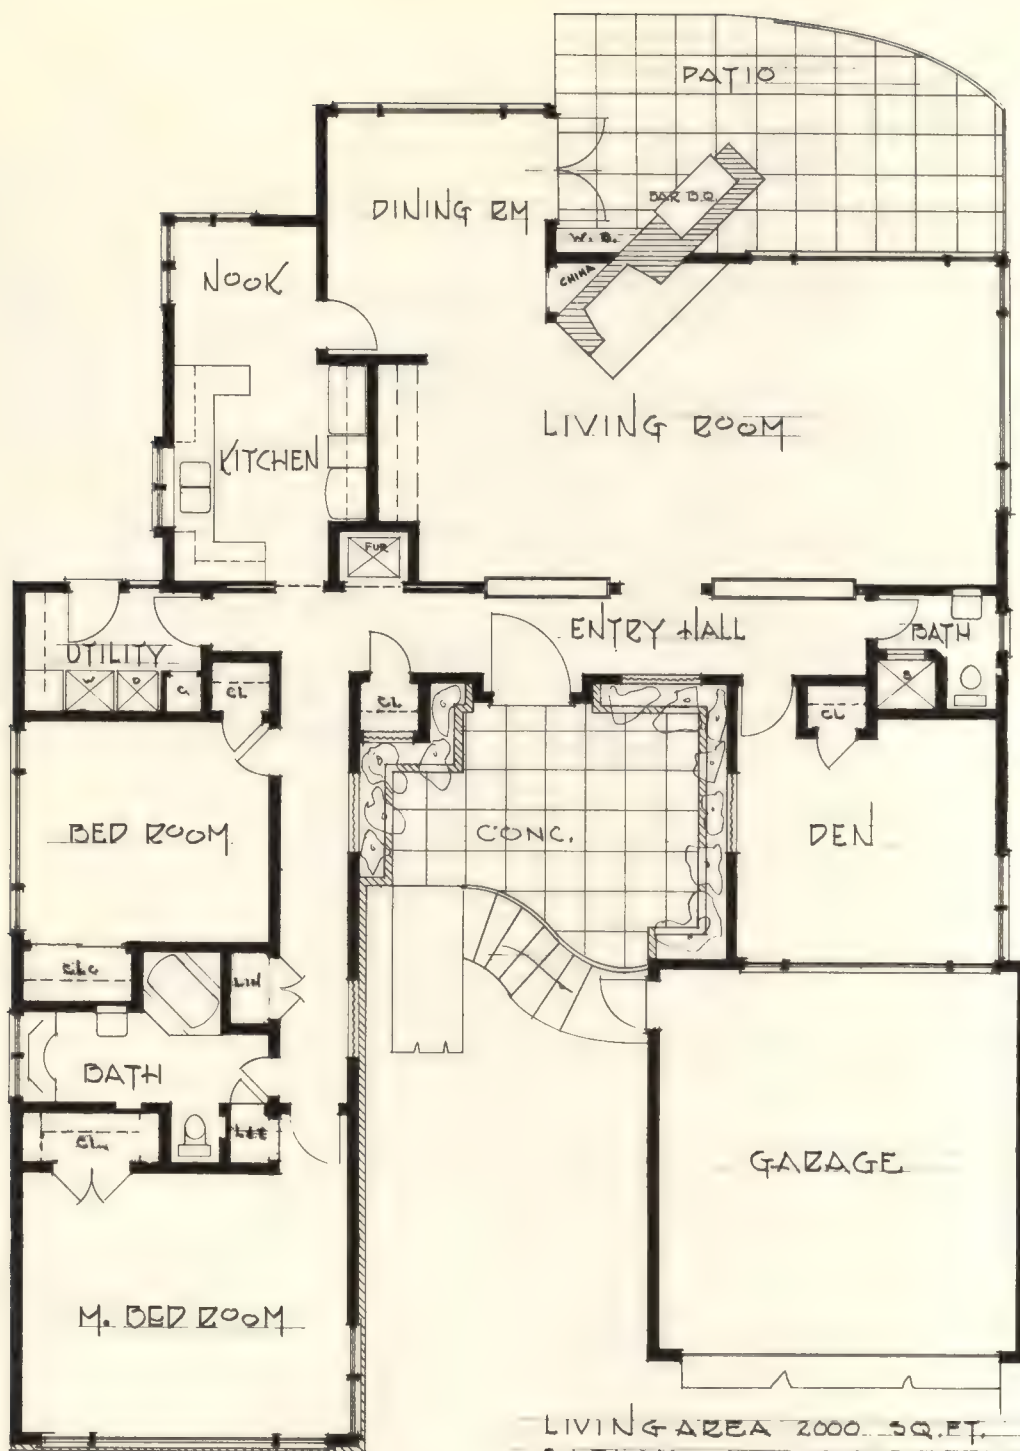 PATIO
DINING RM
BAR B.Q.
W. B.
CHINA
NOOK
LIVING ROOM
KITCHEN
FUR
ENTRY HALL
BATH
UTILITY
W
D
CL
CL
S
CL
BED ROOM
CONC.
DEN
CLO
LIN
BATH
CL.
GARAGE
M. BED ROOM
LIVING AREA 2000 SQ. FT.